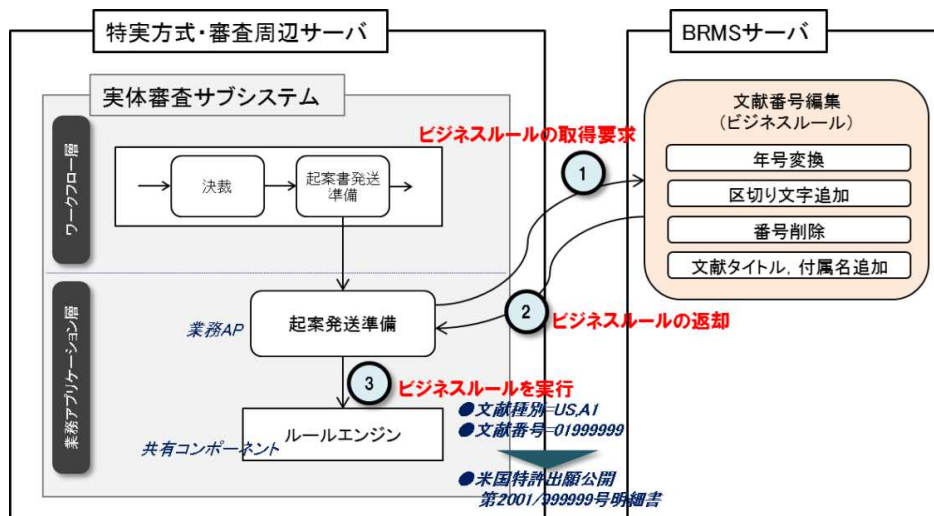 特実方式・審査周辺サーバ
BRMSサーバ
実体審査サブシステム
ワークフロー層
決裁
起案書発送
準備
ビジネスルールの取得要求
1
文献番号編集
(ビジネスルール)
年号変換
区切り文字追加
番号削除
文献タイトル, 付属名追加
業務アプリケーション層
業務AP
起案発送準備
2
ビジネスルールの返却
3
ビジネスルールを実行
共有コンポーネント
ルールエンジン
●文献種別=US,A1
●文献番号=01999999
●米国特許出願公開
第2001/999999号明細書